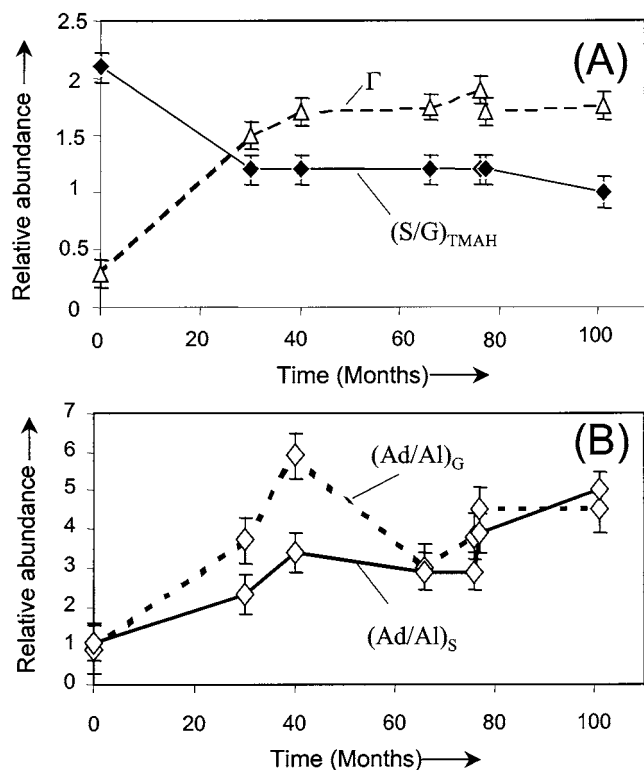 (A)
Relative abundance
2.5
2
1.5
1
0.5
0
Γ
(S/G)TMAH
0 20 40 60 80 100
Time (Months)
(B)
Relative abundance
7
6
5
4
3
2
1
0
(Ad/Al)G
(Ad/Al)S
0 20 40 60 80 100
Time (Months)